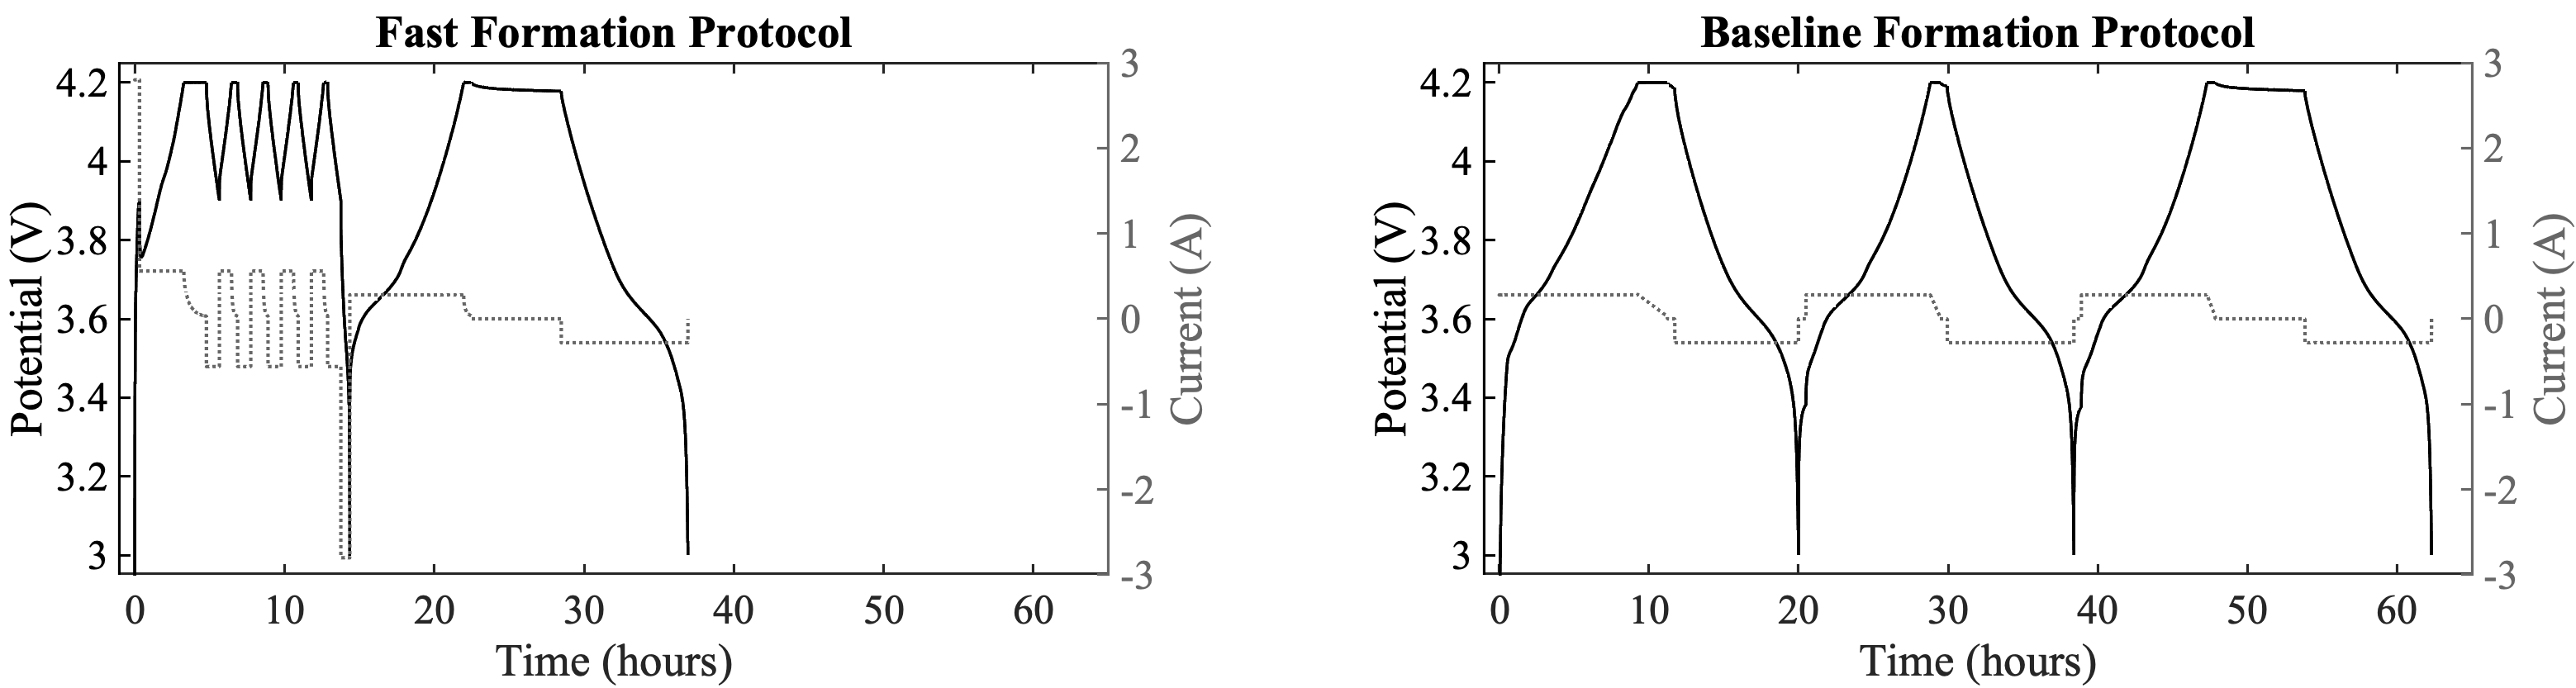 Fast Formation Protocol
Potential (V)
4.2
4
3.8
3.6
3.4
3.2
3
3
2
1
0
-1
-2
-3
Current (A)
0 10 20 30 40 50 60
Time (hours)
Baseline Formation Protocol
Potential (V)
4.2
4
3.8
3.6
3.4
3.2
3
3
2
1
0
-1
-2
-3
Current (A)
0 10 20 30 40 50 60
Time (hours)